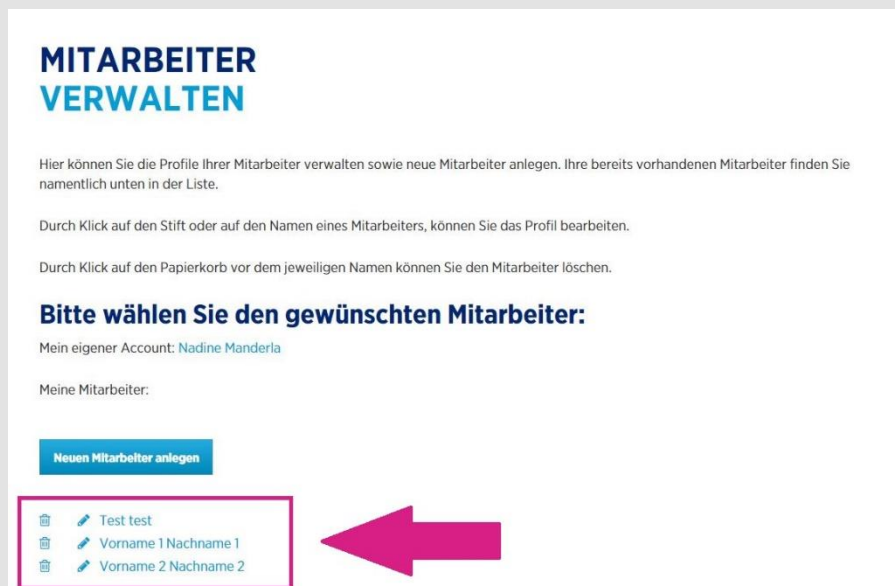 MITARBEITER
VERWALTEN
Hier können Sie die Profile Ihrer Mitarbeiter verwalten sowie neue Mitarbeiter anlegen. Ihre bereits vorhandenen Mitarbeiter finden Sie
namentlich unten in der Liste.
Durch Klick auf den Stift oder auf den Namen eines Mitarbeiters, können Sie das Profil bearbeiten.
Durch Klick auf den Papierkorb vor dem jeweiligen Namen können Sie den Mitarbeiter löschen.
Bitte wählen Sie den gewünschten Mitarbeiter:
Mein eigener Account: Nadine Manderla
Meine Mitarbeiter:
Neuen Mitarbeiter anlegen
Test test
Vorname 1 Nachname 1
Vorname 2 Nachname 2